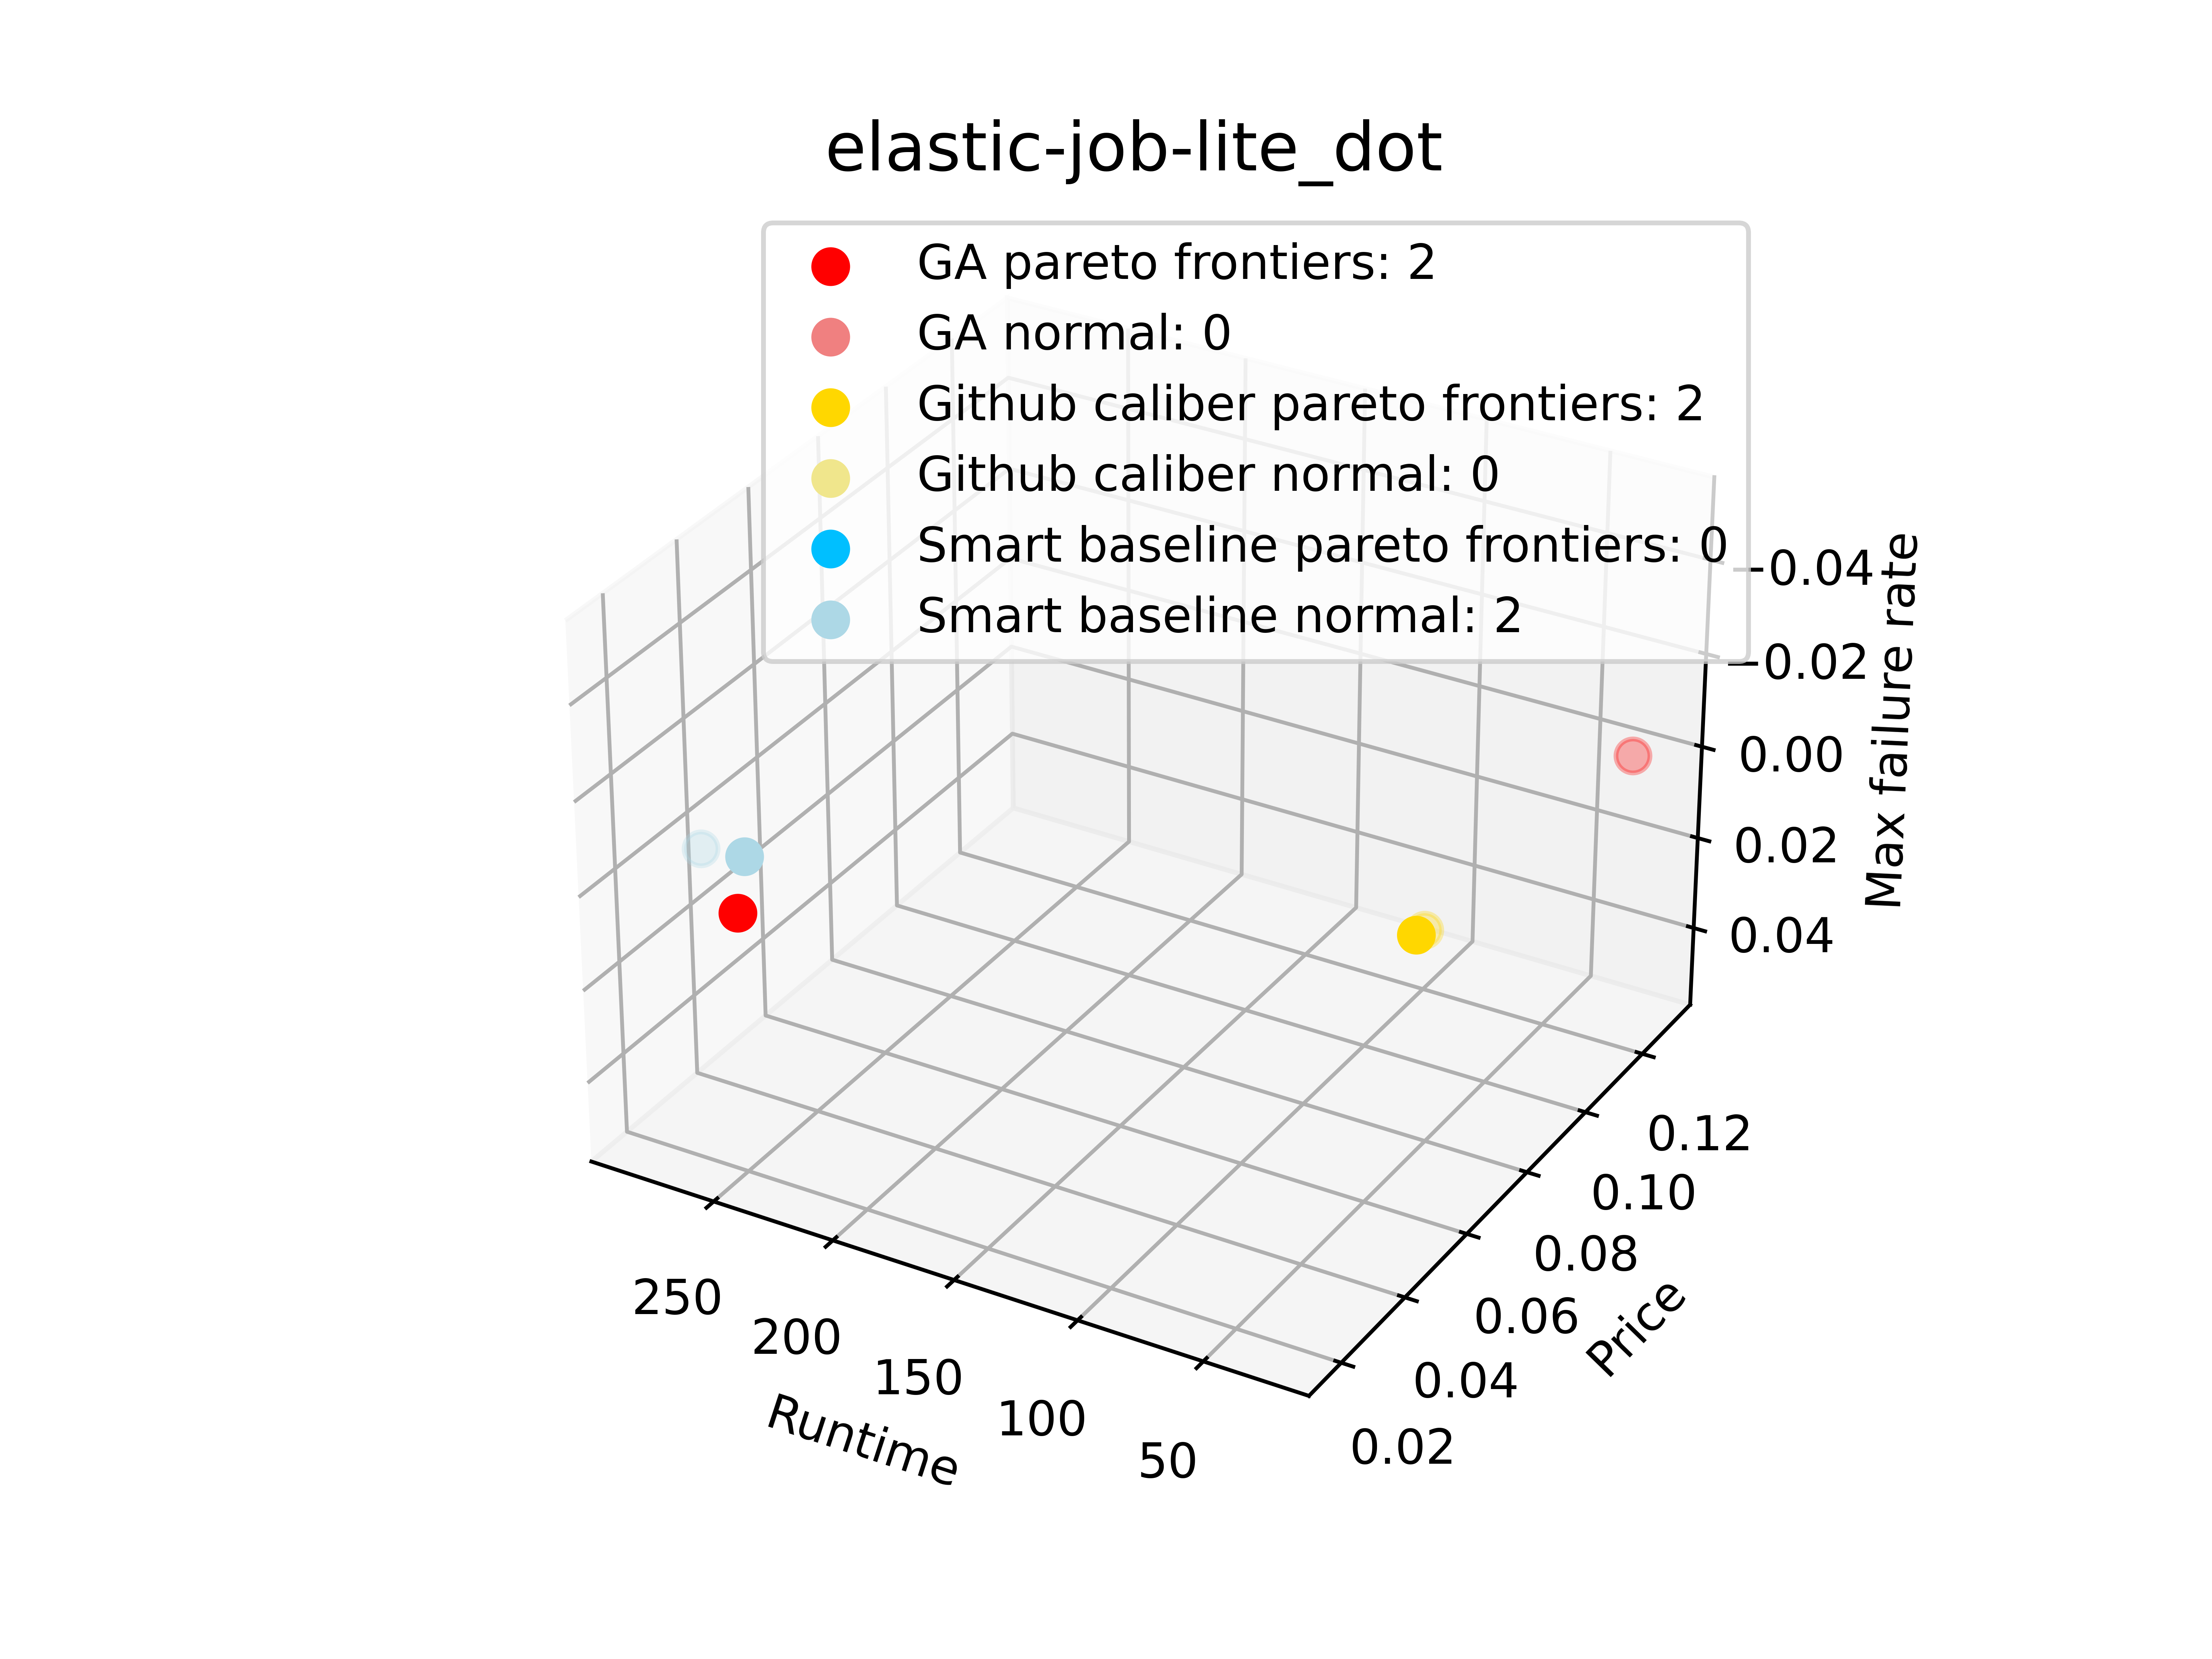 elastic-job-lite_dot
GA pareto frontiers: 2
GA normal: 0
Github caliber pareto frontiers: 2
Github caliber normal: 0
Smart baseline pareto frontiers: 0
Smart baseline normal: 2
−0.04
−0.02
0.00
0.02
0.04
Max failure rate
0.12
0.10
0.08
0.06
0.04
0.02
Price
250
200
150
100
50
Runtime